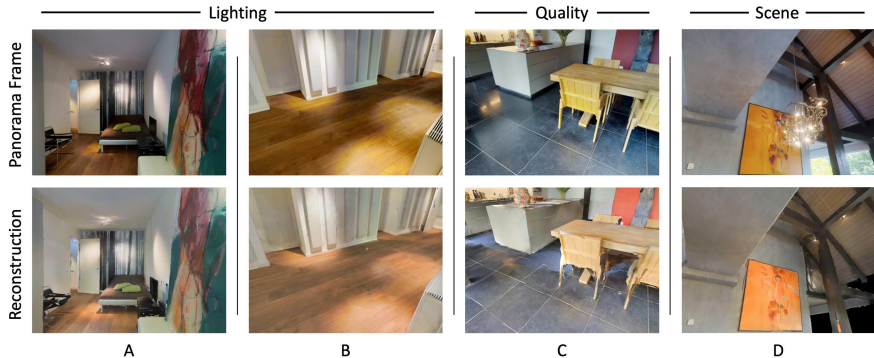 Lighting Quality Scene
Panorama Frame
Reconstruction
A B C D